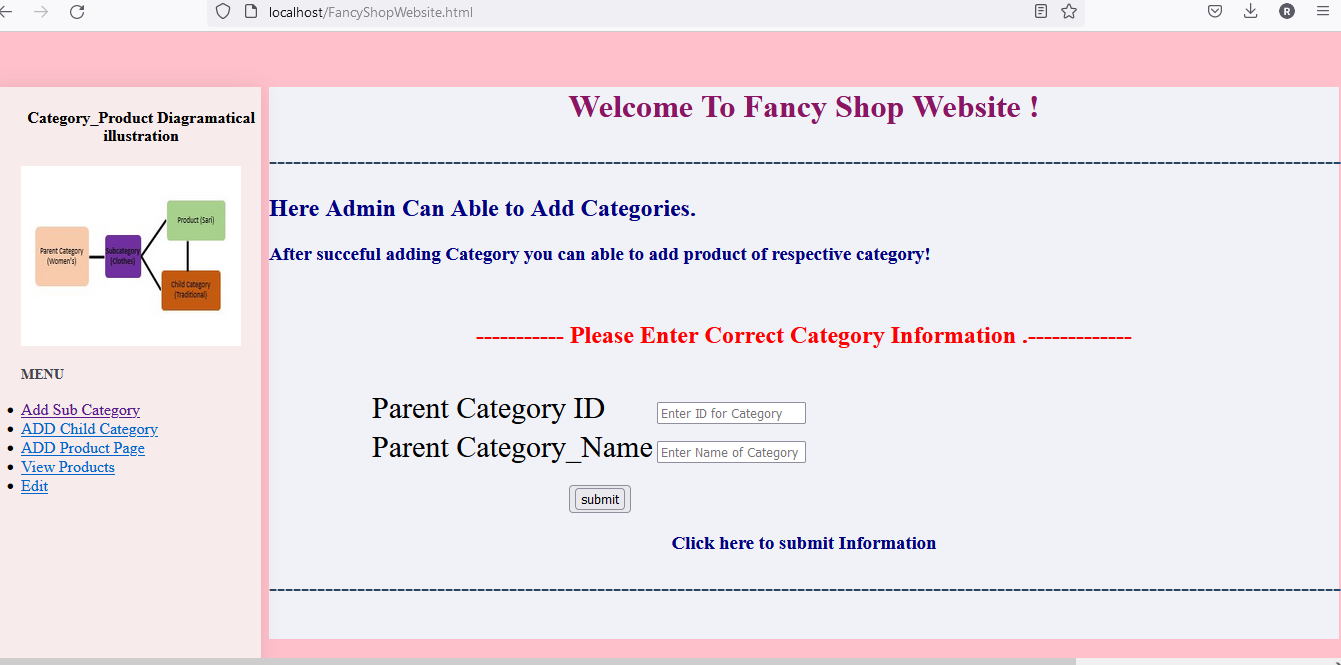 localhost/FancyShopWebsite.html
R
Category_Product Diagramatical
illustration
Parent Category
(Women's)
Subcategory
(Clothes)
Product (Sari)
Child Category
(Traditional)
MENU
Add Sub Category
ADD Child Category
ADD Product Page
View Products
Edit
Welcome To Fancy Shop Website !
Here Admin Can Able to Add Categories.
After succeful adding Category you can able to add product of respective category!
----------- Please Enter Correct Category Information .-------------
Parent Category ID
Enter ID for Category
Parent Category_Name
Enter Name of Category
submit
Click here to submit Information